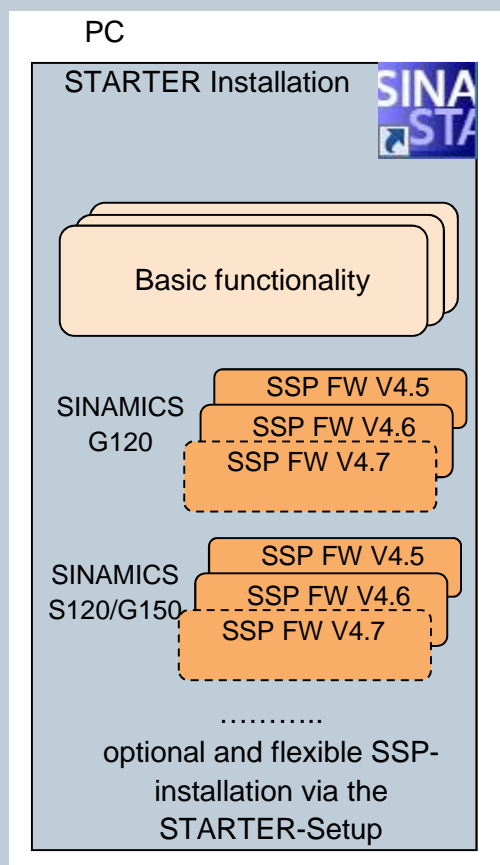 PC
STARTER Installation
SINA
STA
Basic functionality
SINAMICS
G120
SSP FW V4.5
SSP FW V4.6
SSP FW V4.7
SINAMICS
S120/G150
SSP FW V4.5
SSP FW V4.6
SSP FW V4.7
………..
optional and flexible SSP-
installation via the
STARTER-Setup